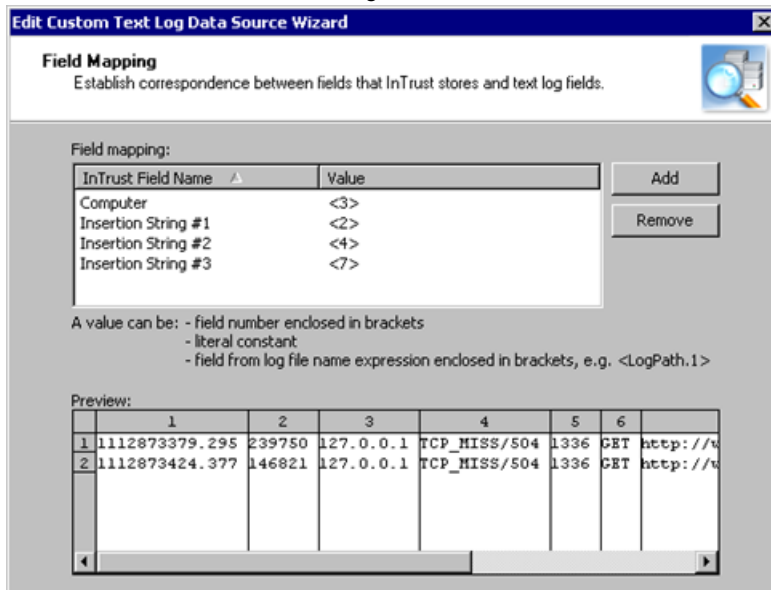 Edit Custom Text Log Data Source Wizard
Field Mapping
Establish correspondence between fields that InTrust stores and text log fields.
Field mapping:
InTrust Field Name Value
Computer <3>
Insertion String #1 <2>
Insertion String #2 <4>
Insertion String #3 <7>
Add
Remove
A value can be: - field number enclosed in brackets
- literal constant
- field from log file name expression enclosed in brackets, e.g. <LogPath.1>
Preview:
1 2 3 4 5 6
1 1112873379.295 239750 127.0.0.1 TCP_MISS/504 1336 GET http://w
2 1112873424.377 146821 127.0.0.1 TCP_MISS/504 1336 GET http://w